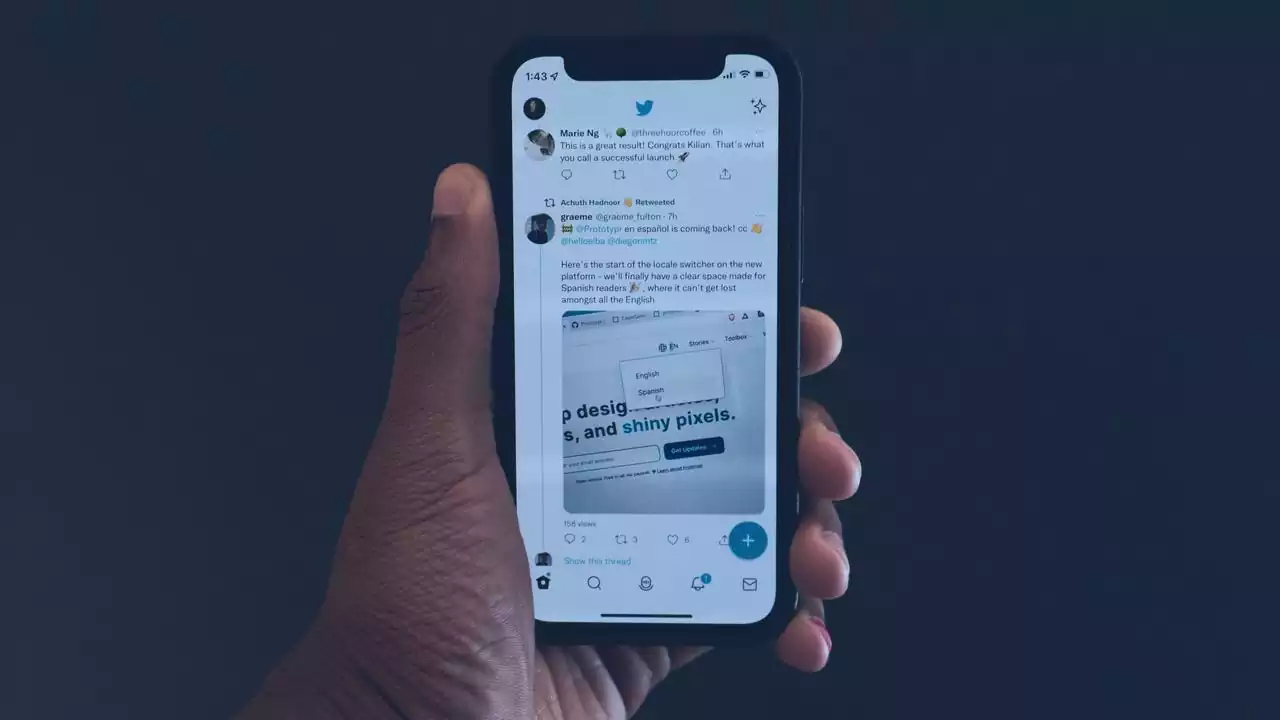 1:43
Marie Ng @threehourcoffee · 6h
This is a great result! Congrats Kilian. That's what
you call a successful launch 🚀
Achuth Hadnoor 👋 Retweeted
graeme @graeme_fulton · 7h
🚧 @Prototypr en español is coming back! cc 👋
@helloelba @diegonmtz
Here's the start of the locale switcher on the new
platform - we'll finally have a clear space made for
Spanish readers 🎉, where it can't get lost
amongst all the English
EN Stories Toolbox
English
Spanish
p desig
s, and shiny pixels.
your email address
Get Updates
156 views
2 3 6
+
Show this thread
1